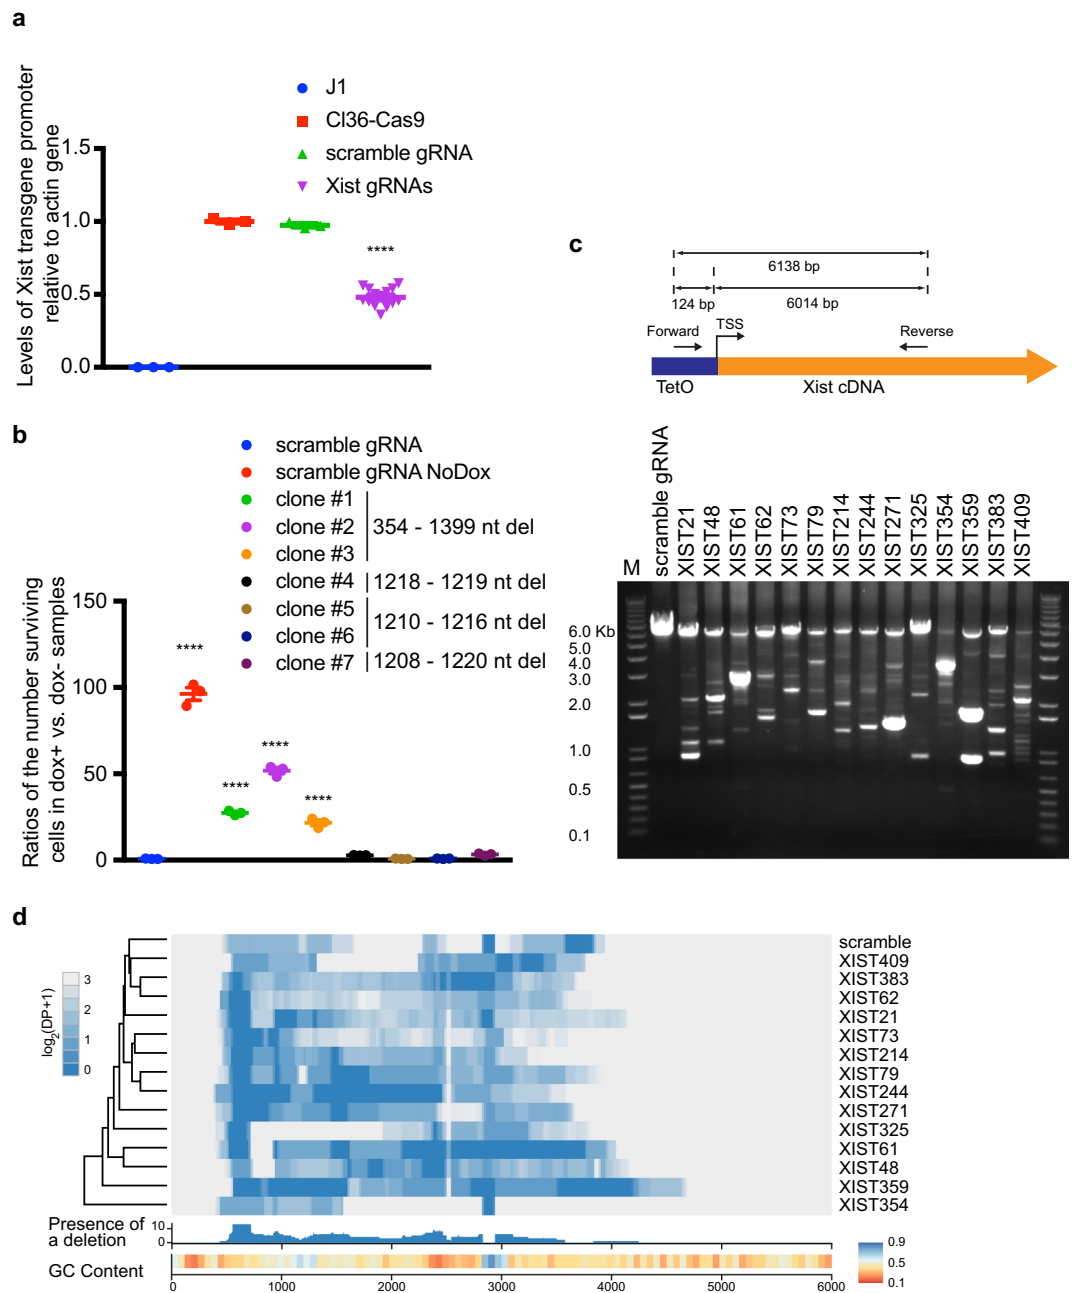 a
J1
Cl36-Cas9
scramble gRNA
Xist gRNAs
Levels of Xist transgene promoter
relative to actin gene
1.5
1.0
0.5
0.0
****
b
scramble gRNA
scramble gRNA NoDox
clone #1
clone #2
clone #3
354 - 1399 nt del
clone #4
1218 - 1219 nt del
clone #5
clone #6
1210 - 1216 nt del
clone #7
1208 - 1220 nt del
Ratios of the number surviving
cells in dox+ vs. dox- samples
150
100
50
0
****
****
****
****
c
6138 bp
124 bp
6014 bp
Forward
TSS
Reverse
TetO
Xist cDNA
M
scramble gRNA
XIST21
XIST48
XIST61
XIST62
XIST73
XIST79
XIST214
XIST244
XIST271
XIST325
XIST354
XIST359
XIST383
XIST409
6.0 Kb
5.0
4.0
3.0
2.0
1.0
0.5
0.1
d
log2(DP+1)
3
2
1
0
scramble
XIST409
XIST383
XIST62
XIST21
XIST73
XIST214
XIST79
XIST244
XIST271
XIST325
XIST61
XIST48
XIST359
XIST354
Presence of
a deletion
10
0
GC Content
0
1000
2000
3000
4000
5000
6000
0.9
0.5
0.1